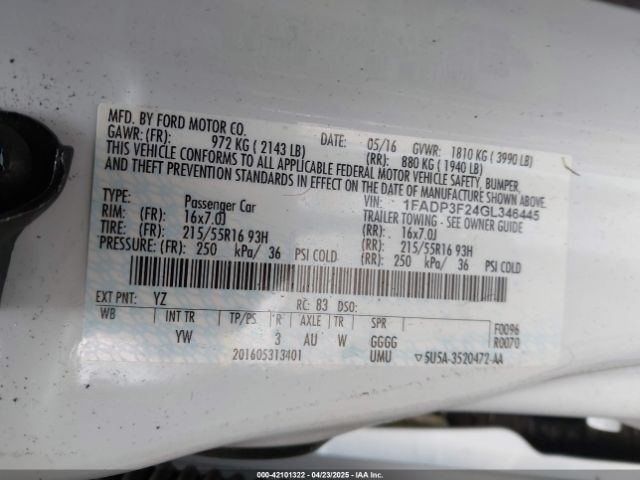 MFD. BY FORD MOTOR CO.
DATE: 05/16 GVWR: 1810 KG ( 3990 LB)
GAWR: (FR): 972 KG ( 2143 LB) (RR): 880 KG ( 1940 LB)
THIS VEHICLE CONFORMS TO ALL APPLICABLE FEDERAL MOTOR VEHICLE SAFETY, BUMPER,
AND THEFT PREVENTION STANDARDS IN EFFECT ON THE DATE OF MANUFACTURE SHOWN ABOVE.
VIN: 1FADP3F24GL346445
TYPE: Passenger Car TRAILER TOWING - SEE OWNER GUIDE
RIM: (FR): 16x7.0J (RR): 16x7.0J
TIRE: (FR): 215/55R16 93H (RR): 215/55R16 93H
PRESSURE: (FR): 250 kPa/ 36 PSI COLD (RR): 250 kPa/ 36 PSI COLD
EXT PNT: YZ RC: 83 DSO:
WB INT TR TP/PS R AXLE TR SPR F0096
YW 3 AU W GGGG R0070
201605313401 UMU 5U5A-3520472-AA
000-42101322 - 04/23/2025 - IAAI.COM